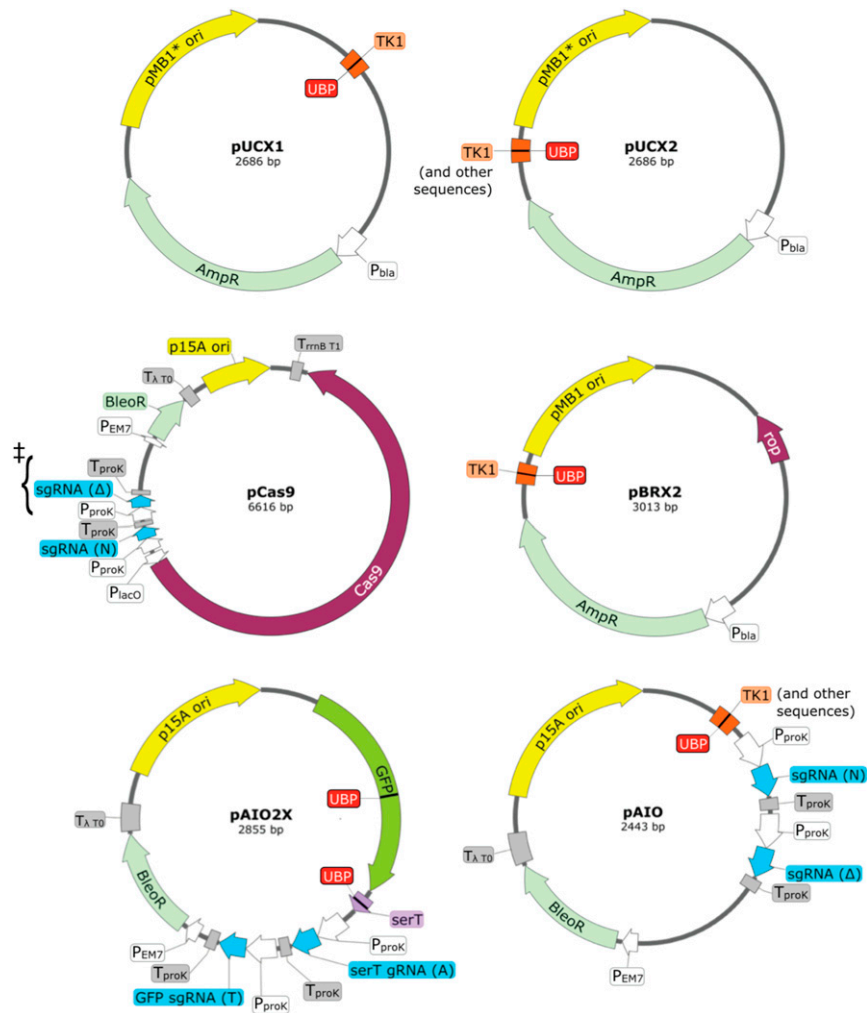 pMB1* ori
TK1
UBP
pUCX1
2686 bp
AmpR
Pbla
pMB1* ori
TK1
UBP
(and other
sequences)
pUCX2
2686 bp
AmpR
Pbla
p15A ori
TrrnB T1
Tλ T0
BleoR
PEM7
‡
TproK
sgRNA (Δ)
PproK
TproK
sgRNA (N)
PproK
PlacO
pCas9
6616 bp
Cas9
pMB1 ori
rop
TK1
UBP
pBRX2
3013 bp
AmpR
Pbla
p15A ori
GFP
UBP
Tλ T0
pAIO2X
2855 bp
UBP
BleoR
serT
PEM7
PproK
TproK
serT gRNA (A)
GFP sgRNA (T)
PproK
TproK
p15A ori
TK1
(and other
sequences)
UBP
PproK
sgRNA (N)
TproK
pAIO
2443 bp
PproK
Tλ T0
sgRNA (Δ)
TproK
BleoR
PEM7